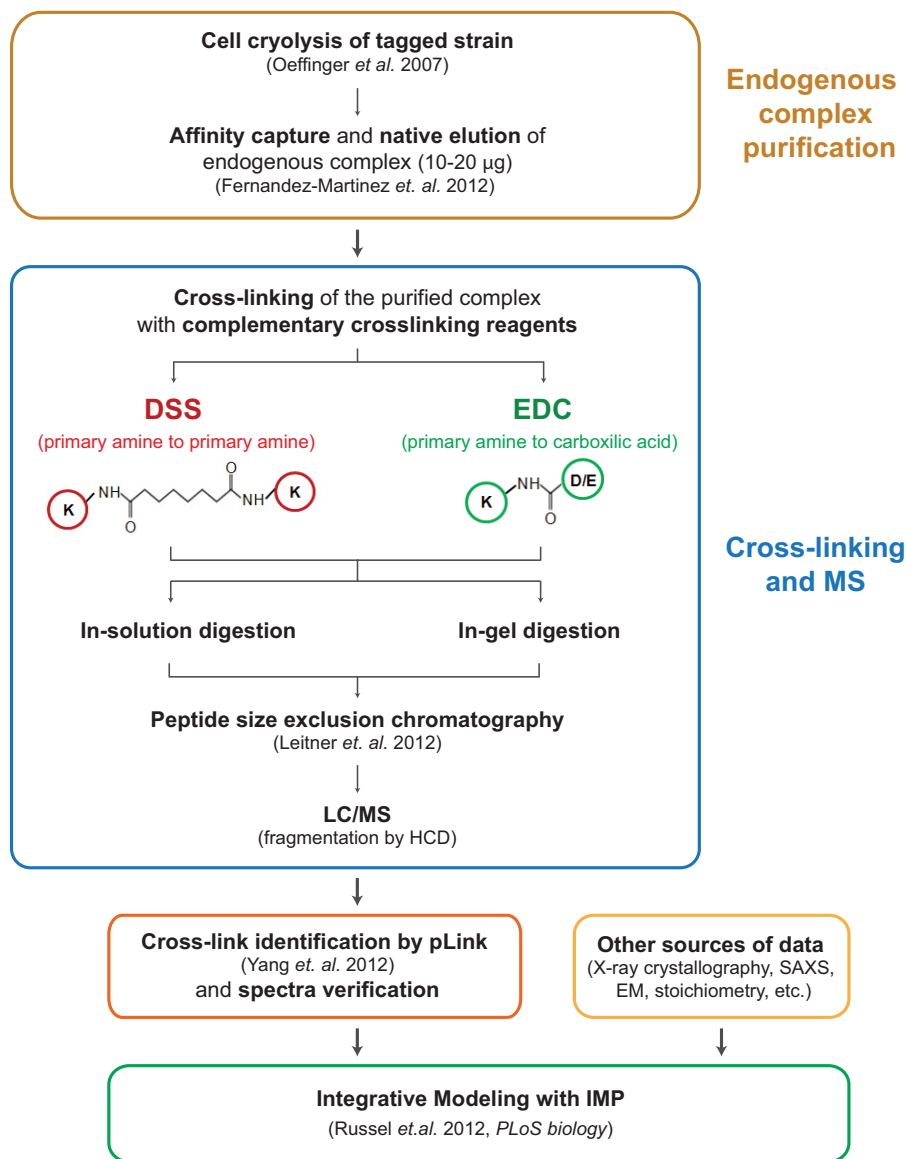 Cell cryolysis of tagged strain
(Oeffinger et al. 2007)
Affinity capture and native elution of
endogenous complex (10-20 µg)
(Fernandez-Martinez et. al. 2012)
Endogenous
complex
purification
Cross-linking of the purified complex
with complementary crosslinking reagents
DSS
(primary amine to primary amine)
EDC
(primary amine to carboxilic acid)
K
NH
O
O
NH
K
K
NH
O
D/E
Cross-linking
and MS
In-solution digestion
In-gel digestion
Peptide size exclusion chromatography
(Leitner et. al. 2012)
LC/MS
(fragmentation by HCD)
Cross-link identification by pLink
(Yang et. al. 2012)
and spectra verification
Other sources of data
(X-ray crystallography, SAXS,
EM, stoichiometry, etc.)
Integrative Modeling with IMP
(Russel et.al. 2012, PLoS biology)